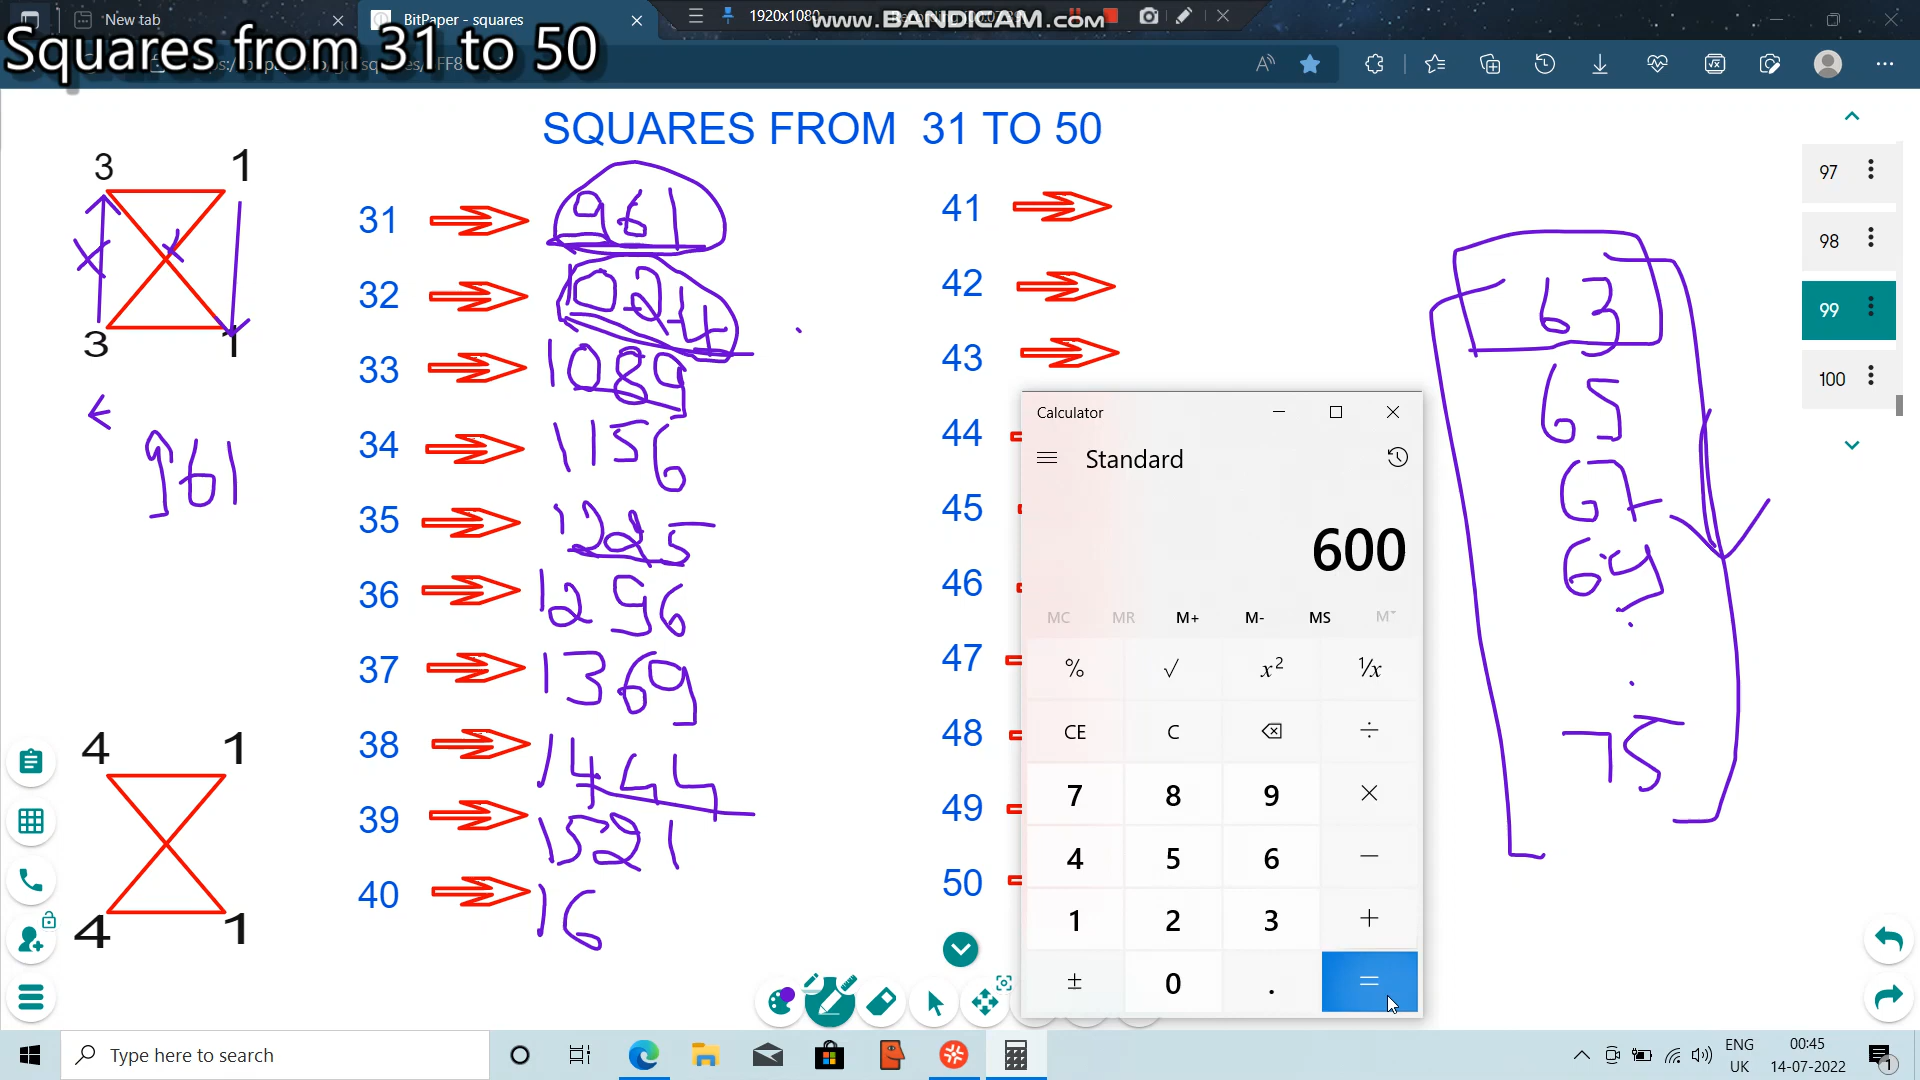 New tab
BitPaper - squares
1920x1080
www.BANDICAM.com
Squares from 31 to 50
SQUARES FROM 31 TO 50
3 1
3 1
961
4 1
4 1
31 961
32 1024
33 1089
34 1156
35 1225
36 1296
37 1369
38 1444
39 1521
40 16
41
42
43
44
45
46
47
48
49
50
Calculator
Standard
600
MC MR M+ M- MS M˅
% √ x² ¹/x
CE C ÷
7 8 9 ×
4 5 6 −
1 2 3 +
± 0 . =
63
65
67
69
.
.
75
97
98
99
100
Type here to search
ENG
UK
00:45
14-07-2022
1